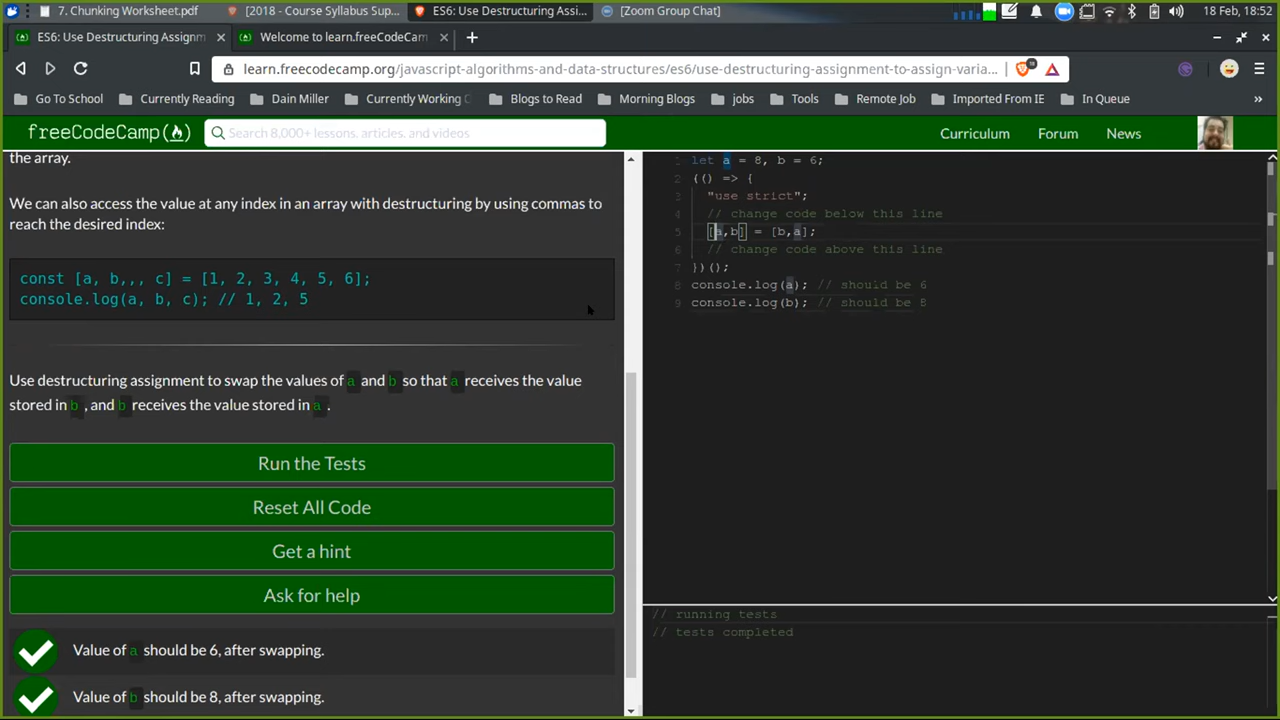 7. Chunking Worksheet.pdf
[2018 - Course Syllabus Sup...
ES6: Use Destructuring Assi...
[Zoom Group Chat]
18 Feb, 18:52
ES6: Use Destructuring Assignm
Welcome to learn.freeCodeCam
learn.freecodecamp.org/javascript-algorithms-and-data-structures/es6/use-destructuring-assignment-to-assign-varia...
Go To School
Currently Reading
Dain Miller
Currently Working
Blogs to Read
Morning Blogs
jobs
Tools
Remote Job
Imported From IE
In Queue
»
freeCodeCamp
Search 8,000+ lessons, articles, and videos
Curriculum
Forum
News
the array.
We can also access the value at any index in an array with destructuring by using commas to
reach the desired index:
const [a, b,,, c] = [1, 2, 3, 4, 5, 6];
console.log(a, b, c); // 1, 2, 5
Use destructuring assignment to swap the values of a and b so that a receives the value
stored in b , and b receives the value stored in a .
Run the Tests
Reset All Code
Get a hint
Ask for help
Value of a should be 6, after swapping.
Value of b should be 8, after swapping.
1 let a = 8, b = 6;
2 (() => {
3 "use strict";
4 // change code below this line
5 [a,b] = [b,a];
6 // change code above this line
7 })();
8 console.log(a); // should be 6
9 console.log(b); // should be 8
// running tests
// tests completed